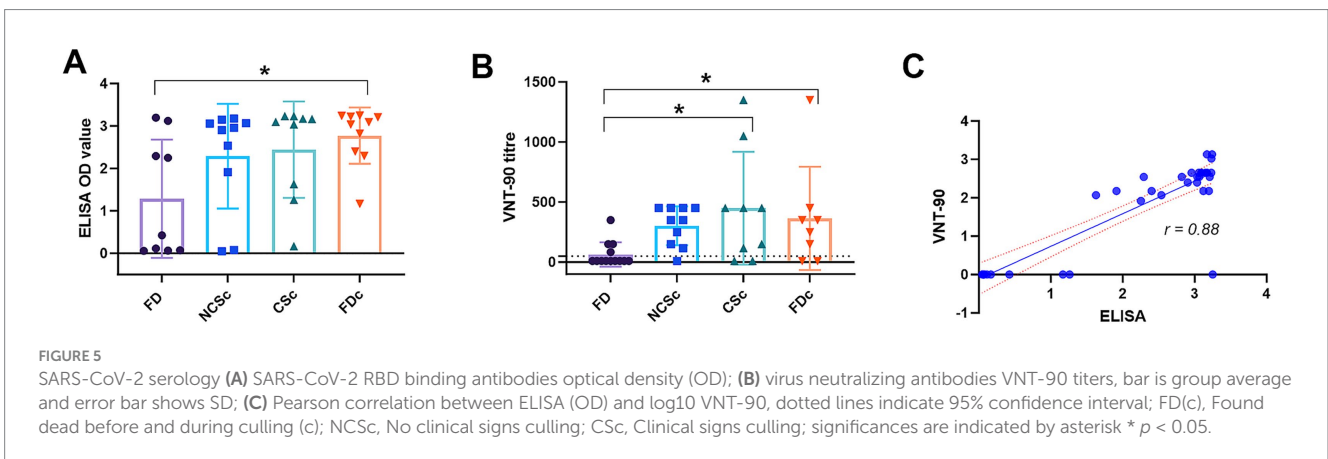 A
*
ELISA OD value
4
3
2
1
0
FD
NCSc
CSc
FDc
B
*
*
VNT-90 titre
1500
1000
500
0
FD
NCSc
CSc
FDc
C
VNT-90
4
3
2
1
0
-1
r = 0.88
1
2
3
4
ELISA
FIGURE 5
SARS-CoV-2 serology (A) SARS-CoV-2 RBD binding antibodies optical density (OD); (B) virus neutralizing antibodies VNT-90 titers, bar is group average
and error bar shows SD; (C) Pearson correlation between ELISA (OD) and log10 VNT-90, dotted lines indicate 95% confidence interval; FD(c), Found
dead before and during culling (c); NCSc, No clinical signs culling; CSc, Clinical signs culling; significances are indicated by asterisk * p < 0.05.